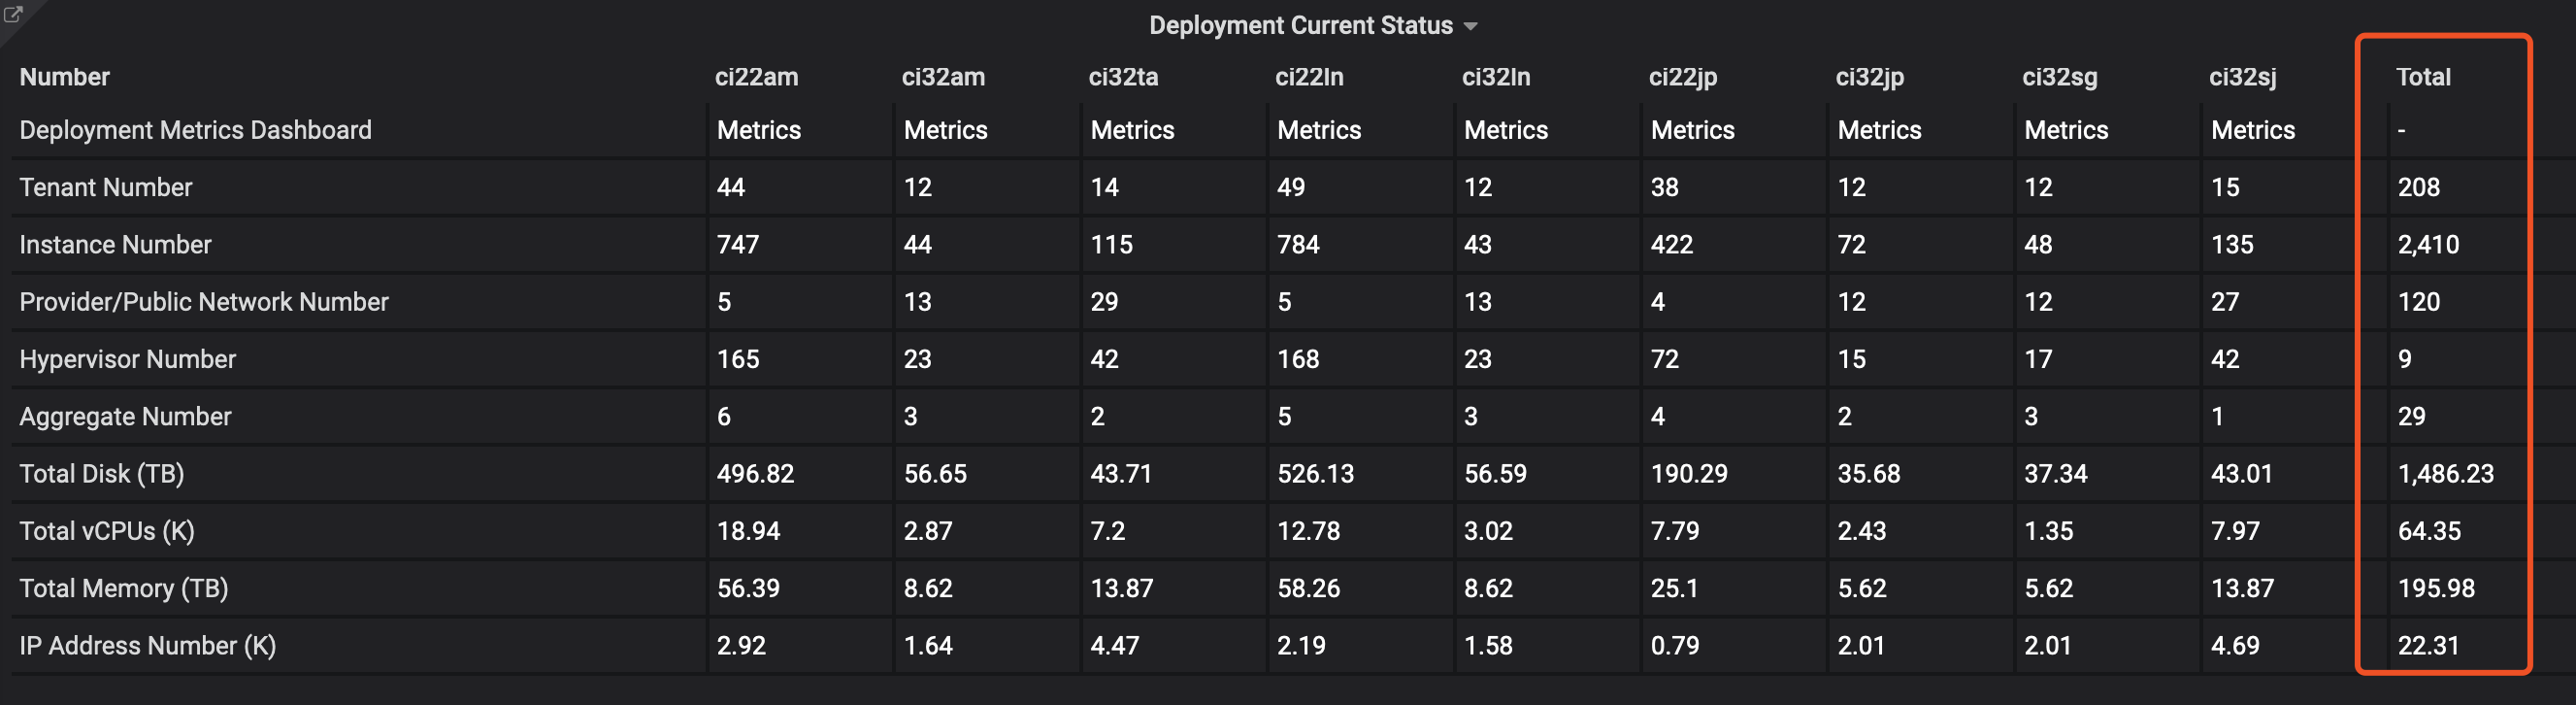 Deployment Current Status
Number ci22am ci32am ci32ta ci22ln ci32ln ci22jp ci32jp ci32sg ci32sj Total
Deployment Metrics Dashboard Metrics Metrics Metrics Metrics Metrics Metrics Metrics Metrics Metrics -
Tenant Number 44 12 14 49 12 38 12 12 15 208
Instance Number 747 44 115 784 43 422 72 48 135 2,410
Provider/Public Network Number 5 13 29 5 13 4 12 12 27 120
Hypervisor Number 165 23 42 168 23 72 15 17 42 9
Aggregate Number 6 3 2 5 3 4 2 3 1 29
Total Disk (TB) 496.82 56.65 43.71 526.13 56.59 190.29 35.68 37.34 43.01 1,486.23
Total vCPUs (K) 18.94 2.87 7.2 12.78 3.02 7.79 2.43 1.35 7.97 64.35
Total Memory (TB) 56.39 8.62 13.87 58.26 8.62 25.1 5.62 5.62 13.87 195.98
IP Address Number (K) 2.92 1.64 4.47 2.19 1.58 0.79 2.01 2.01 4.69 22.31